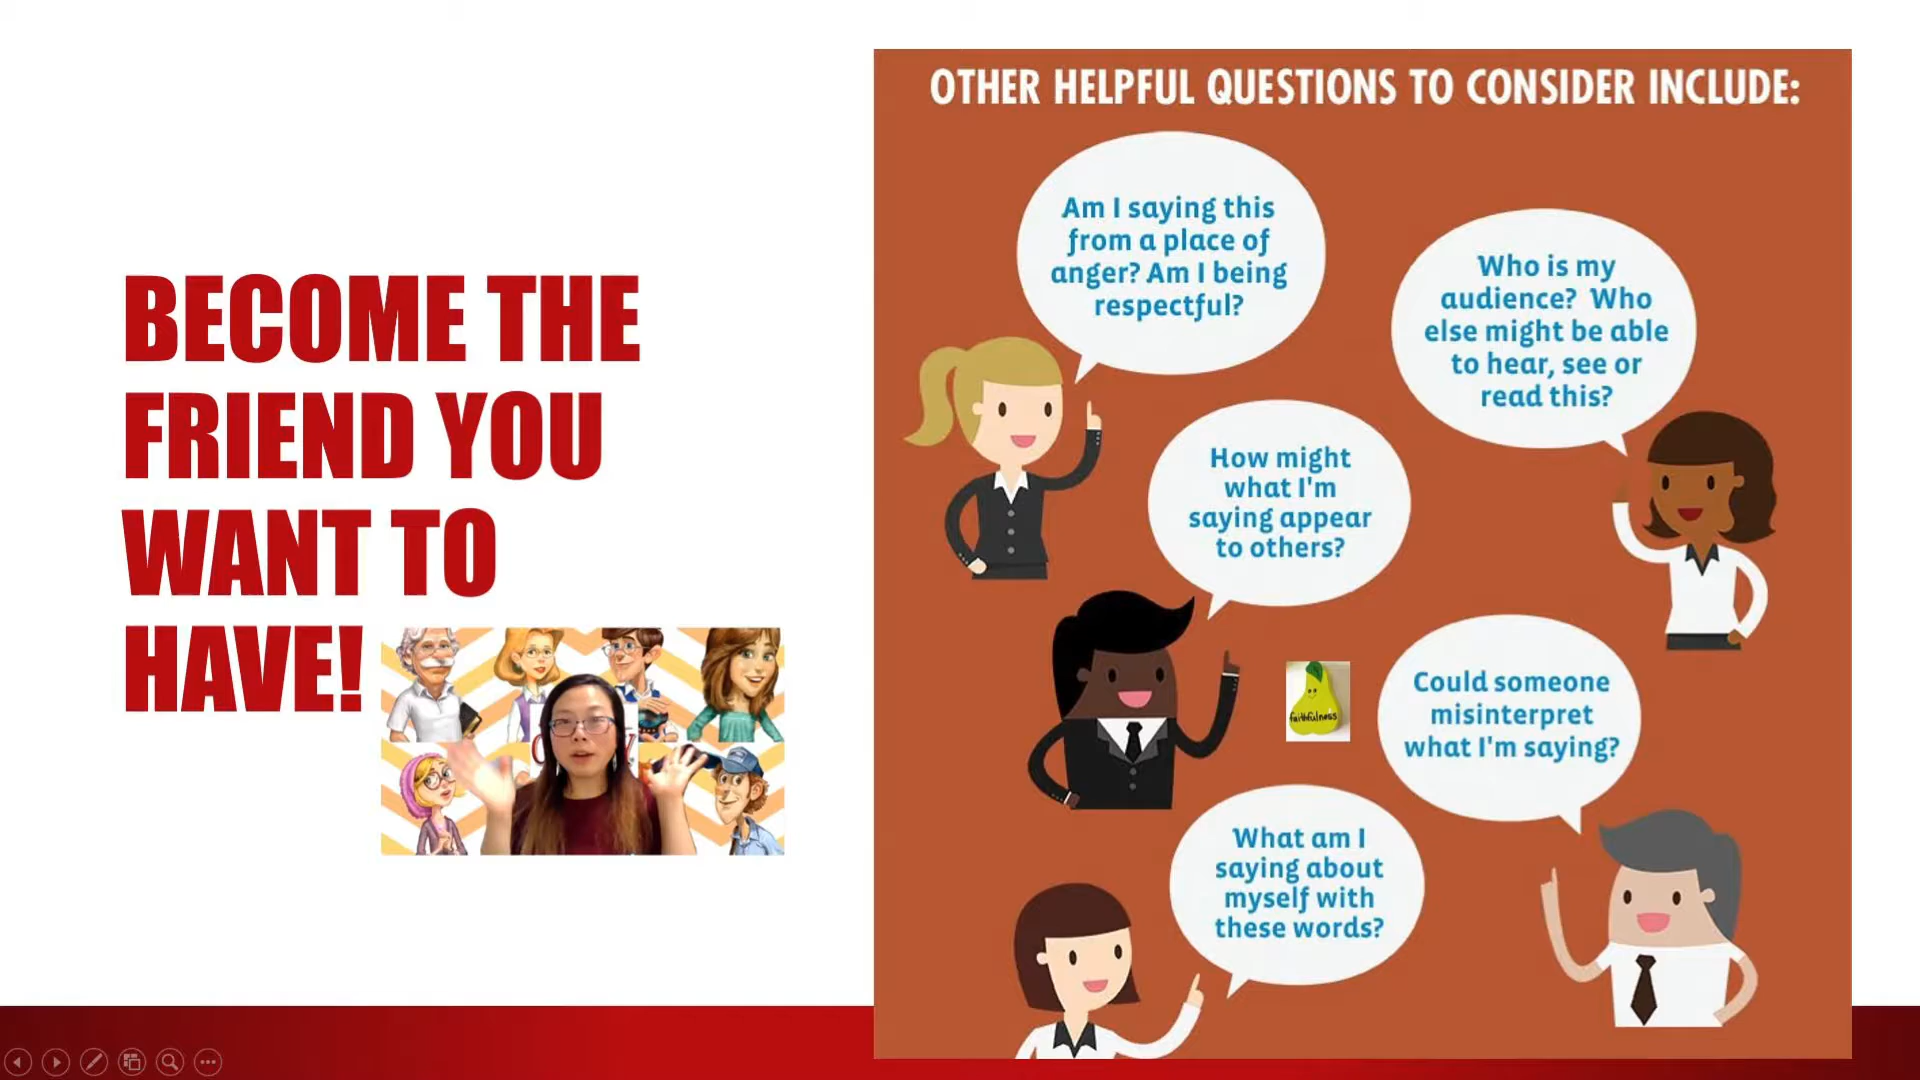 BECOME THE
FRIEND YOU
WANT TO
HAVE!
OTHER HELPFUL QUESTIONS TO CONSIDER INCLUDE:
Am I saying this
from a place of
anger? Am I being
respectful?
Who is my
audience? Who
else might be able
to hear, see or
read this?
How might
what I'm
saying appear
to others?
faithfulness
Could someone
misinterpret
what I'm saying?
What am I
saying about
myself with
these words?